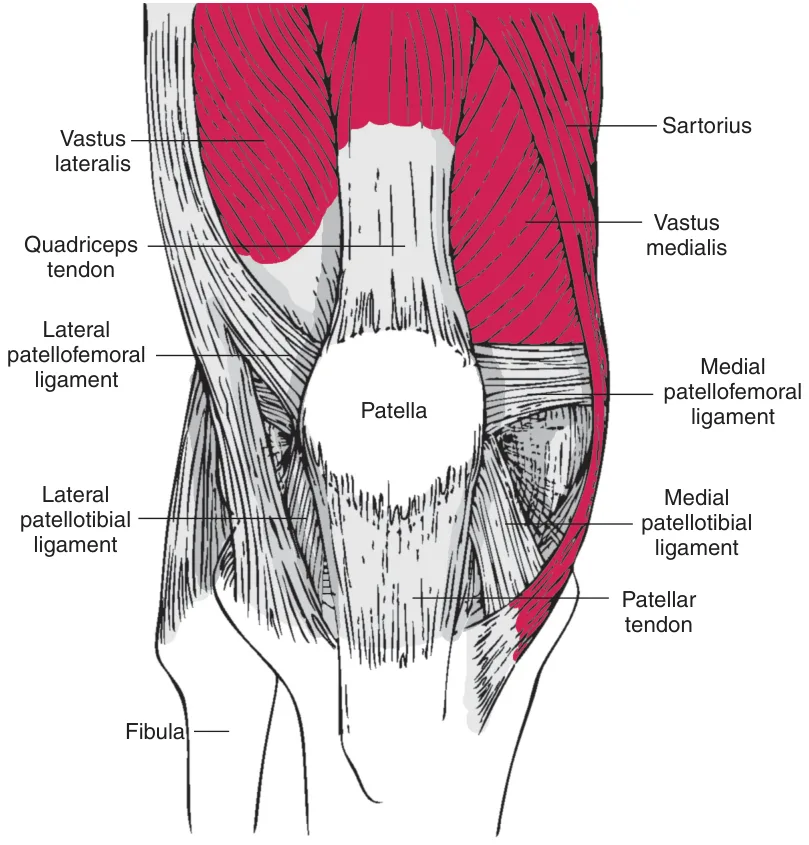 Vastus
lateralis
Quadriceps
tendon
Lateral
patellofemoral
ligament
Lateral
patellotibial
ligament
Fibula
Patella
Sartorius
Vastus
medialis
Medial
patellofemoral
ligament
Medial
patellotibial
ligament
Patellar
tendon